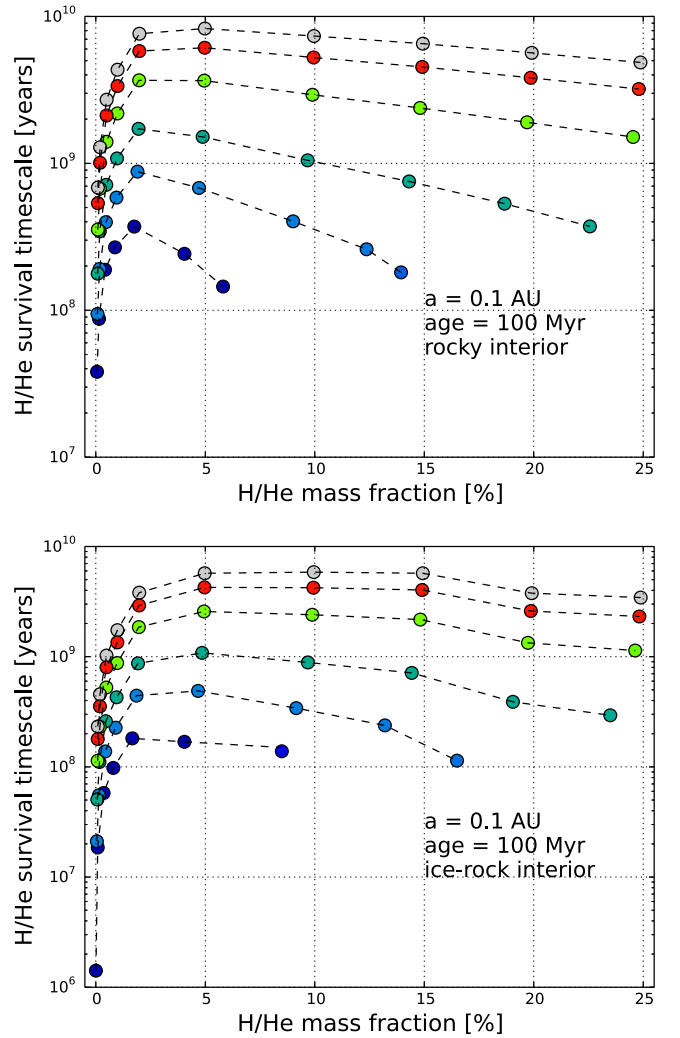 10^10
10^9
10^8
10^7
H/He survival timescale [years]
a = 0.1 AU
age = 100 Myr
rocky interior
0 5 10 15 20 25
H/He mass fraction [%]
10^10
10^9
10^8
10^7
10^6
H/He survival timescale [years]
a = 0.1 AU
age = 100 Myr
ice-rock interior
0 5 10 15 20 25
H/He mass fraction [%]